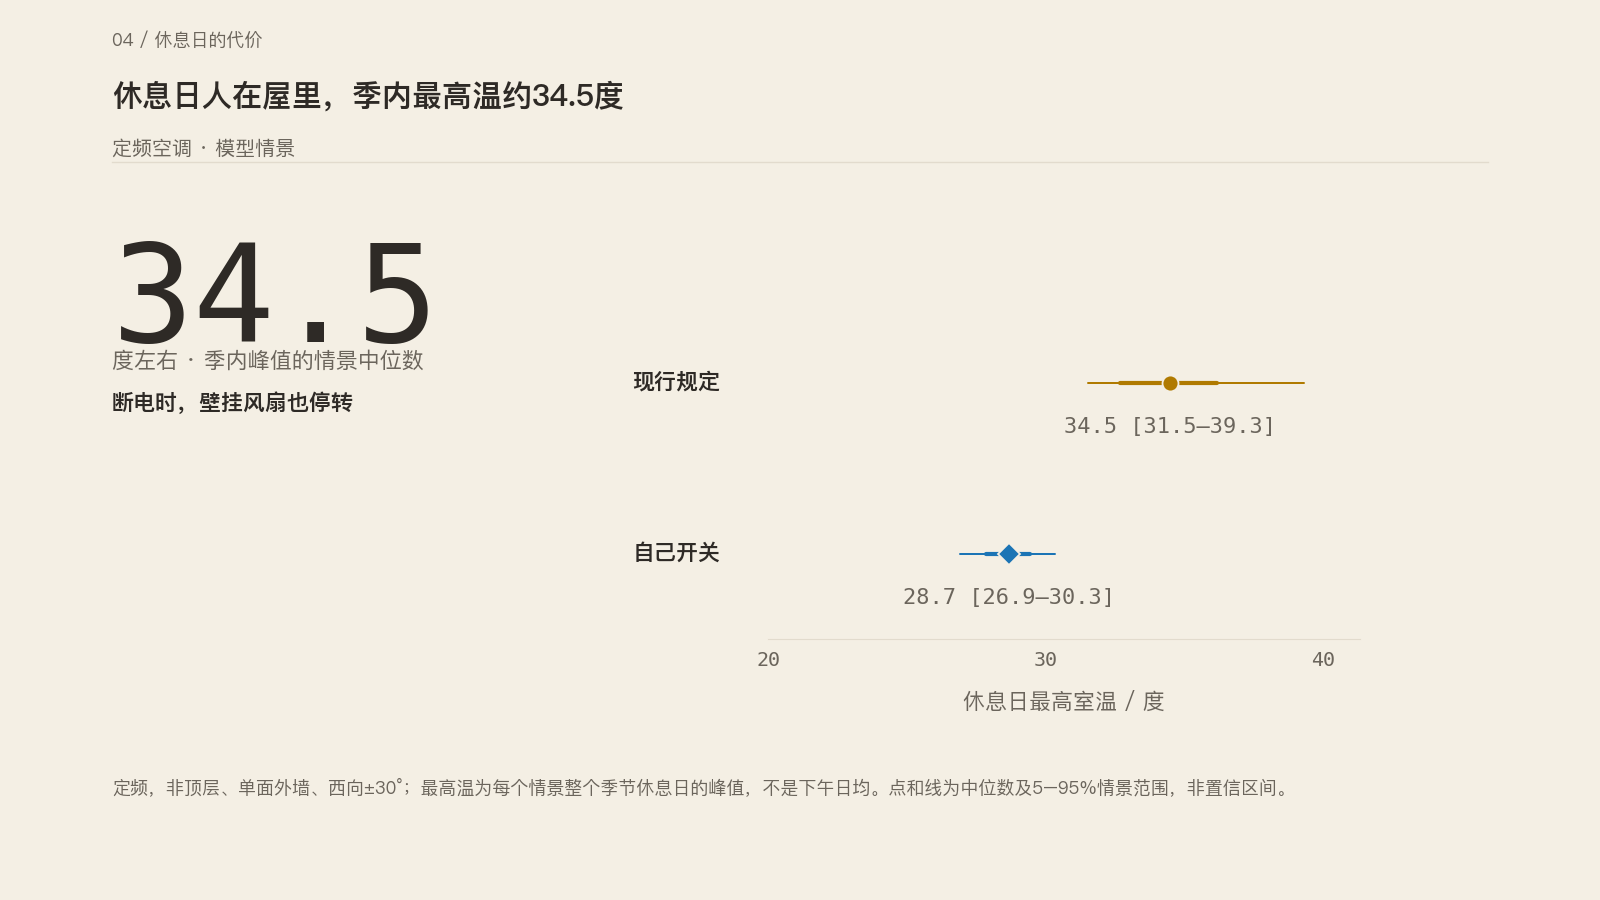 04 / 休息日的代价
休息日人在屋里，季内最高温约34.5度
定频空调 · 模型情景
34.5
度左右 · 季内峰值的情景中位数
断电时，壁挂风扇也停转
现行规定
34.5 [31.5–39.3]
自己开关
28.7 [26.9–30.3]
20 30 40
休息日最高室温 / 度
定频，非顶层、单面外墙、西向±30°；最高温为每个情景整个季节休息日的峰值，不是下午日均。点和线为中位数及5–95%情景范围，非置信区间。